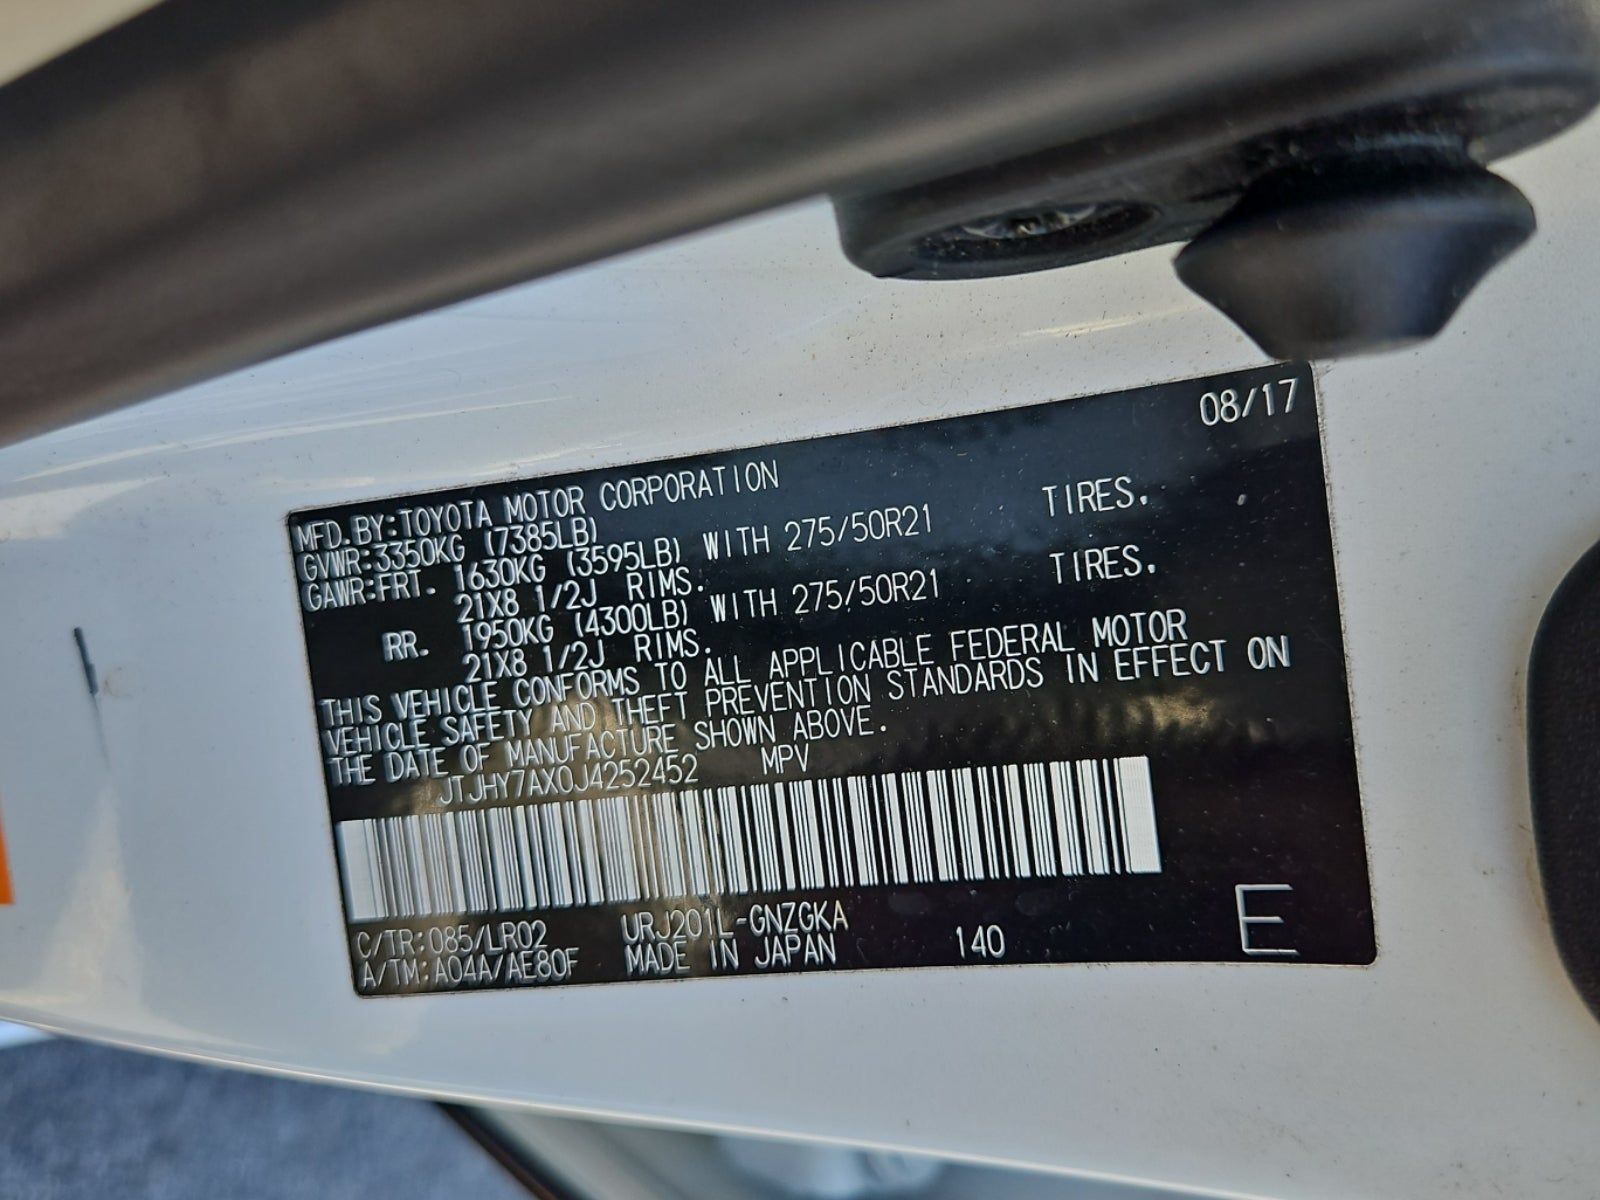 08/17
MFD.BY:TOYOTA MOTOR CORPORATION
GVWR:3350KG (7385LB)
GAWR:FRT. 1630KG (3595LB) WITH 275/50R21 TIRES.
21X8 1/2J RIMS.
RR. 1950KG (4300LB) WITH 275/50R21 TIRES.
21X8 1/2J RIMS.
THIS VEHICLE CONFORMS TO ALL APPLICABLE FEDERAL MOTOR
VEHICLE SAFETY AND THEFT PREVENTION STANDARDS IN EFFECT ON
THE DATE OF MANUFACTURE SHOWN ABOVE.
JTJHY7AX0J4252452 MPV
C/TR:085/LR02 URJ201L-GNZGKA
A/TM:A04A/AE80F MADE IN JAPAN 140 E